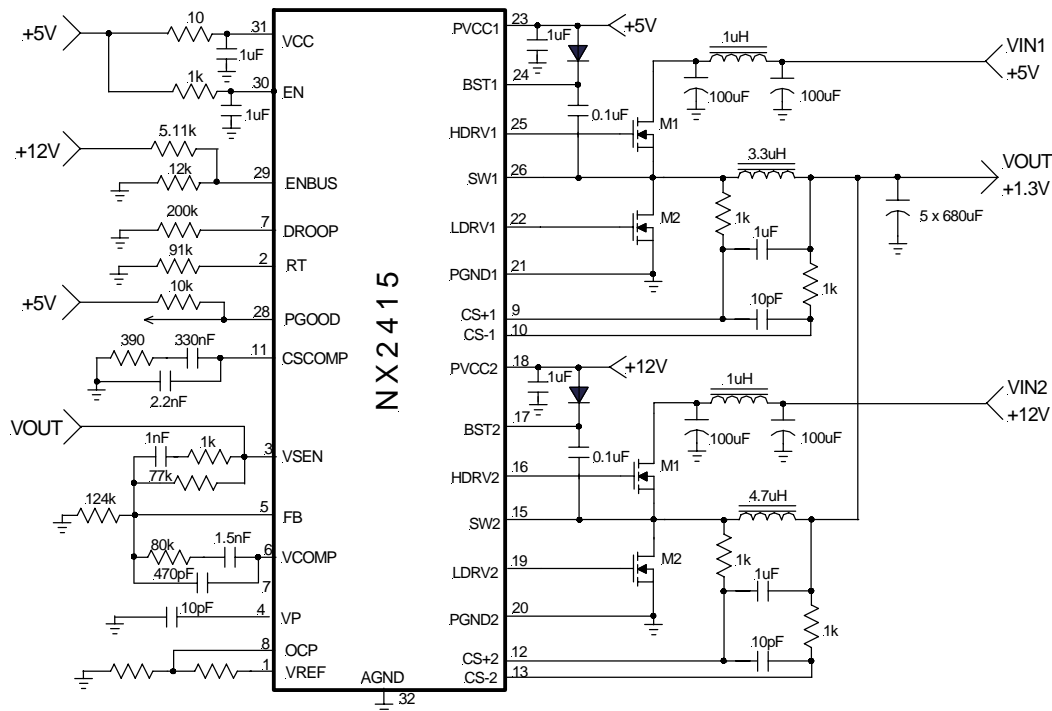 +5V
10
31
VCC
1uF
1k
30
EN
1uF
+12V
5.11k
12k
29
ENBUS
200k
7
DROOP
91k
2
RT
+5V
10k
28
PGOOD
390
330nF
11
CSCOMP
2.2nF
VOUT
1nF
1k
3
VSEN
77k
124k
5
FB
80k
1.5nF
6
VCOMP
470pF
7
10pF
4
VP
8
OCP
1
VREF
NX2415
AGND
32
PVCC1
23
+5V
1uF
BST1
24
0.1uF
HDRV1
25
M1
SW1
26
LDRV1
22
M2
PGND1
21
CS+1
9
CS-1
10
1uH
VIN1
+5V
100uF
100uF
3.3uH
VOUT
+1.3V
5 x 680uF
1k
1uF
10pF
1k
PVCC2
18
+12V
1uF
BST2
17
0.1uF
HDRV2
16
M1
SW2
15
LDRV2
19
M2
PGND2
20
CS+2
12
CS-2
13
1uH
VIN2
+12V
100uF
100uF
4.7uH
1k
1uF
10pF
1k